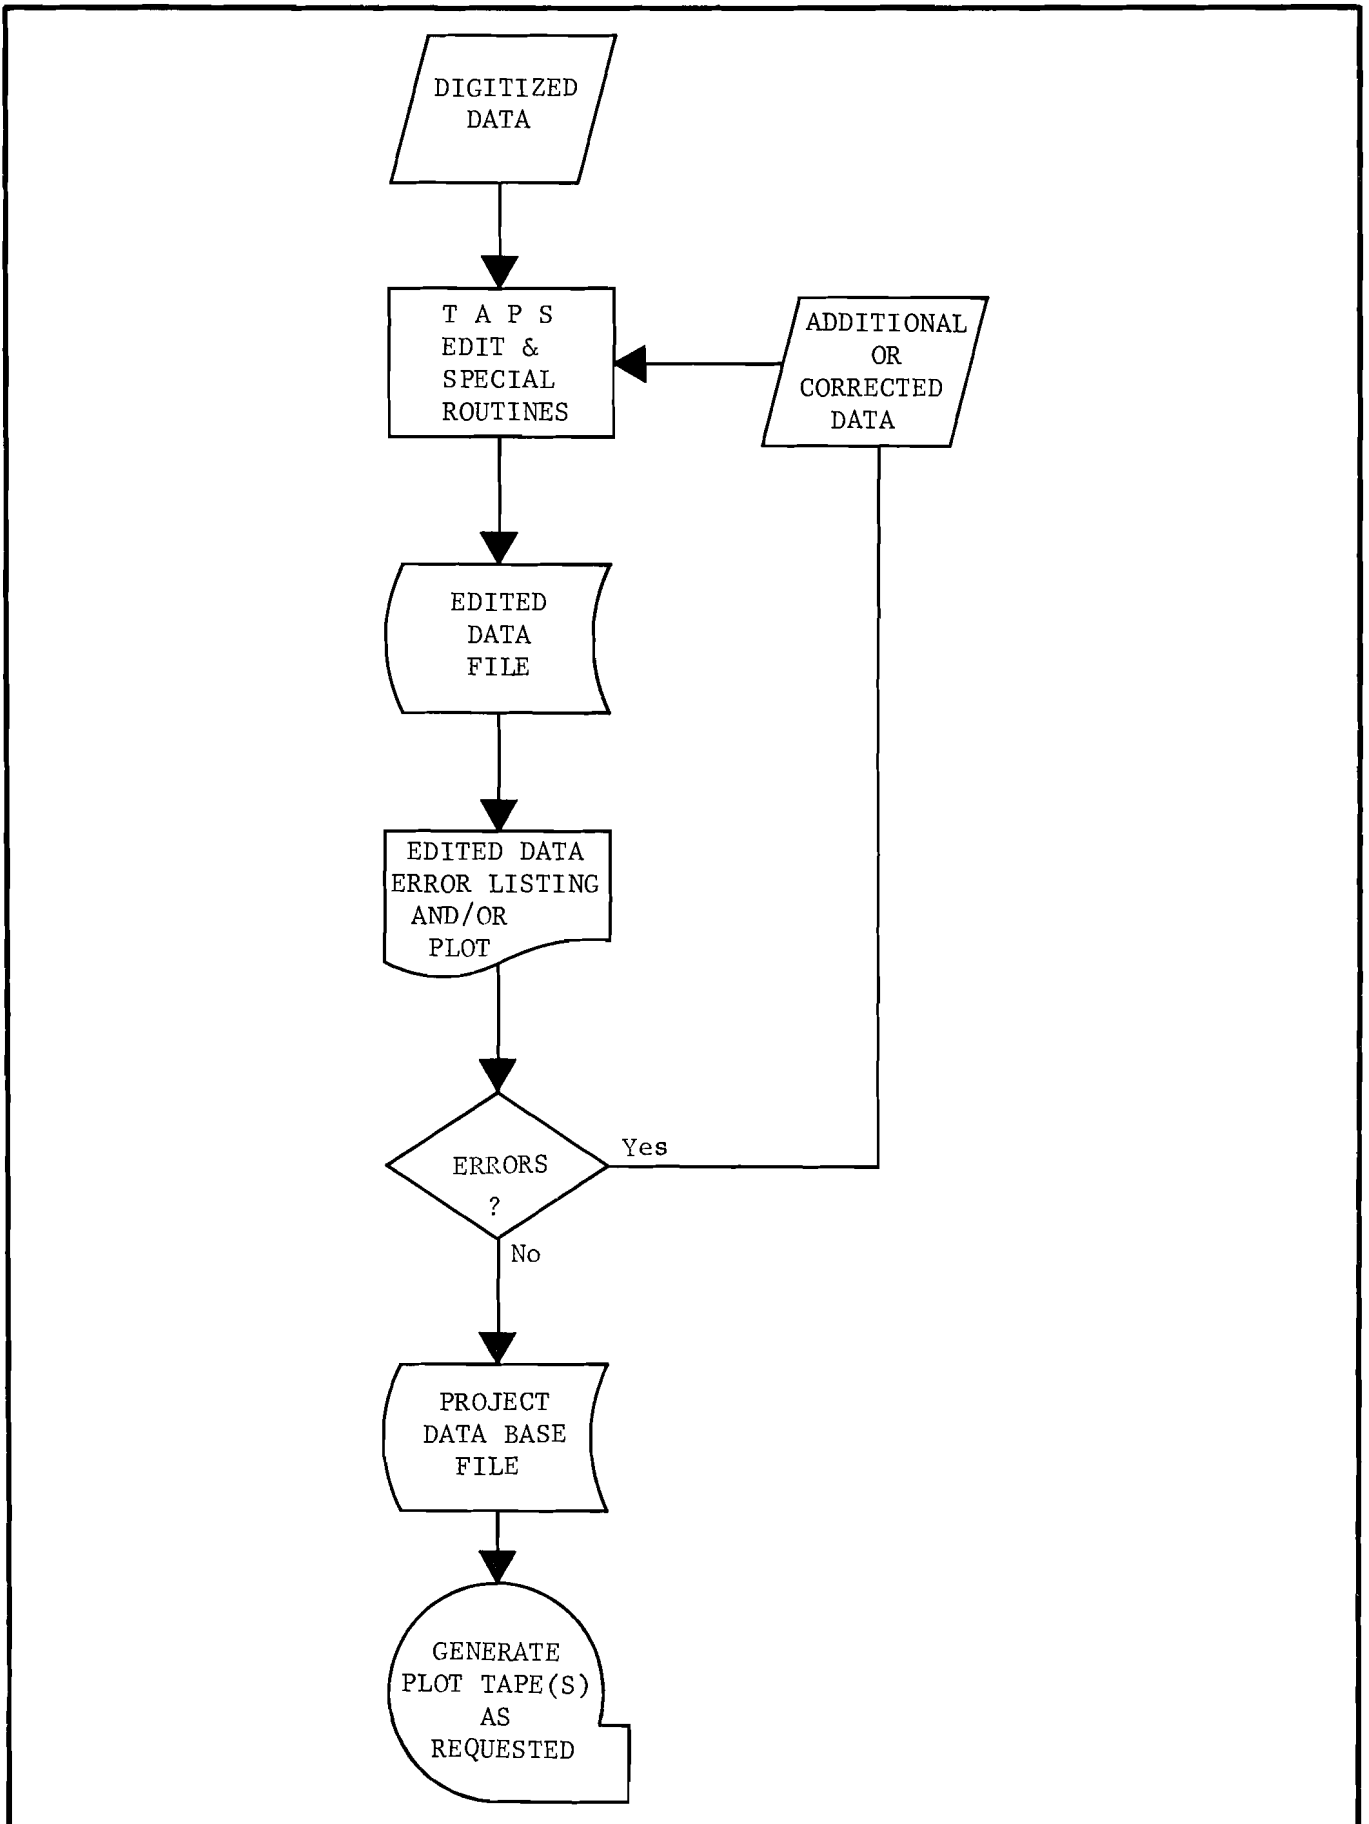 DIGITIZED
DATA
T A P S
EDIT &
SPECIAL
ROUTINES
ADDITIONAL
OR
CORRECTED
DATA
EDITED
DATA
FILE
EDITED DATA
ERROR LISTING
AND/OR
PLOT
ERRORS
?
Yes
No
PROJECT
DATA BASE
FILE
GENERATE
PLOT TAPE(S)
AS
REQUESTED